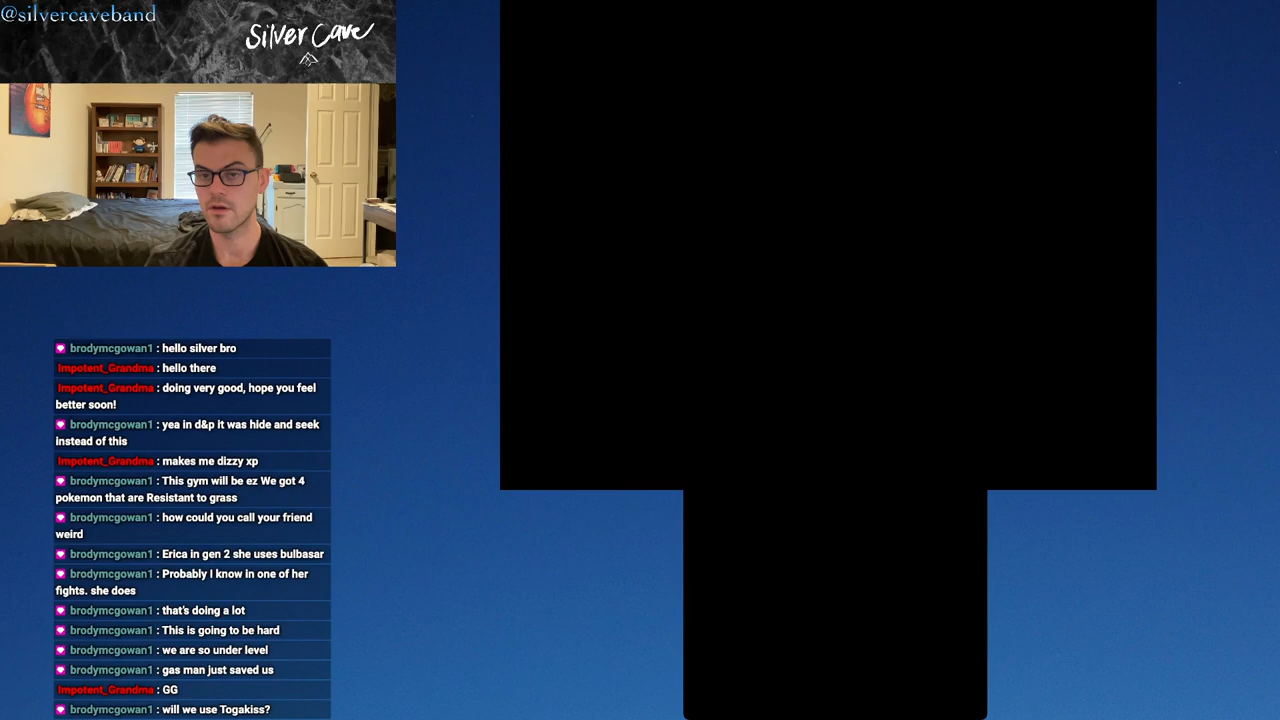 @silvercaveband
Silver Cave
brodymcgowan1 : hello silver bro
Impotent_Grandma : hello there
Impotent_Grandma : doing very good, hope you feel
better soon!
brodymcgowan1 : yea in d&p it was hide and seek
instead of this
Impotent_Grandma : makes me dizzy xp
brodymcgowan1 : This gym will be ez We got 4
pokemon that are Resistant to grass
brodymcgowan1 : how could you call your friend
weird
brodymcgowan1 : Erica in gen 2 she uses bulbasar
brodymcgowan1 : Probably I know in one of her
fights. she does
brodymcgowan1 : that's doing a lot
brodymcgowan1 : This is going to be hard
brodymcgowan1 : we are so under level
brodymcgowan1 : gas man just saved us
Impotent_Grandma : GG
brodymcgowan1 : will we use Togakiss?